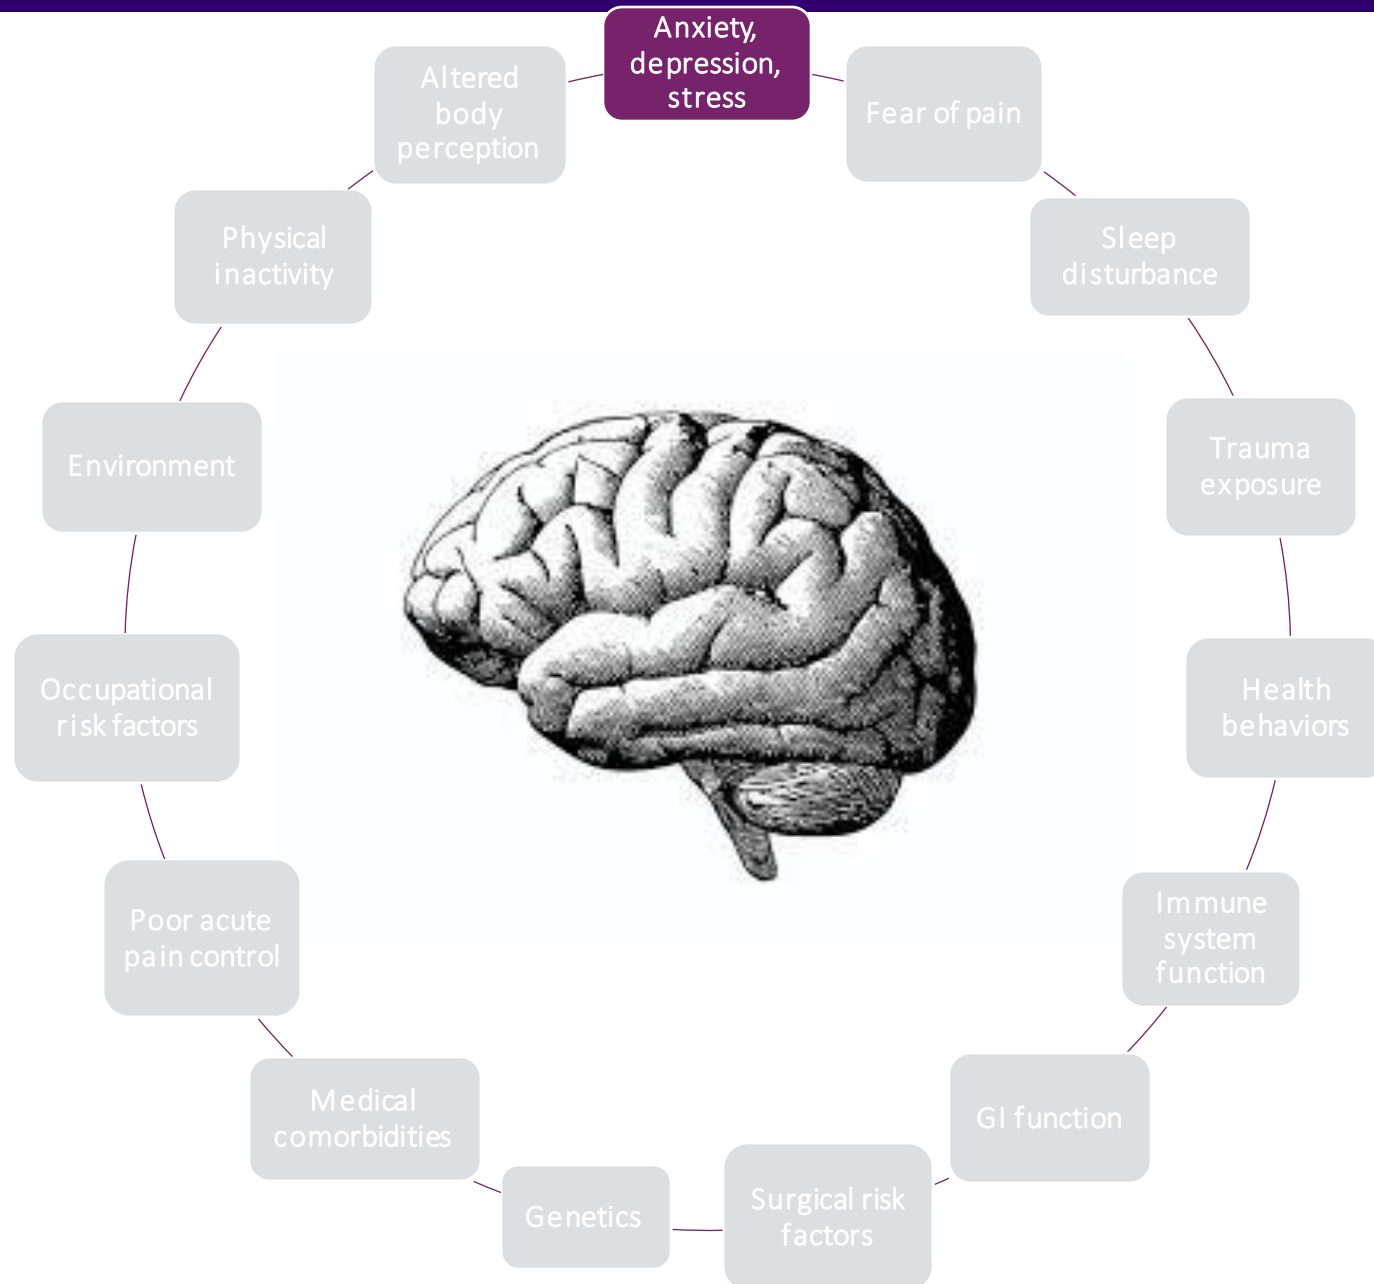 Anxiety,
depression,
stress
Fear of pain
Sleep
disturbance
Trauma
exposure
Health
behaviors
Immune
system
function
GI function
Surgical risk
factors
Genetics
Medical
comorbidities
Poor acute
pain control
Occupational
risk factors
Environment
Physical
inactivity
Altered
body
perception